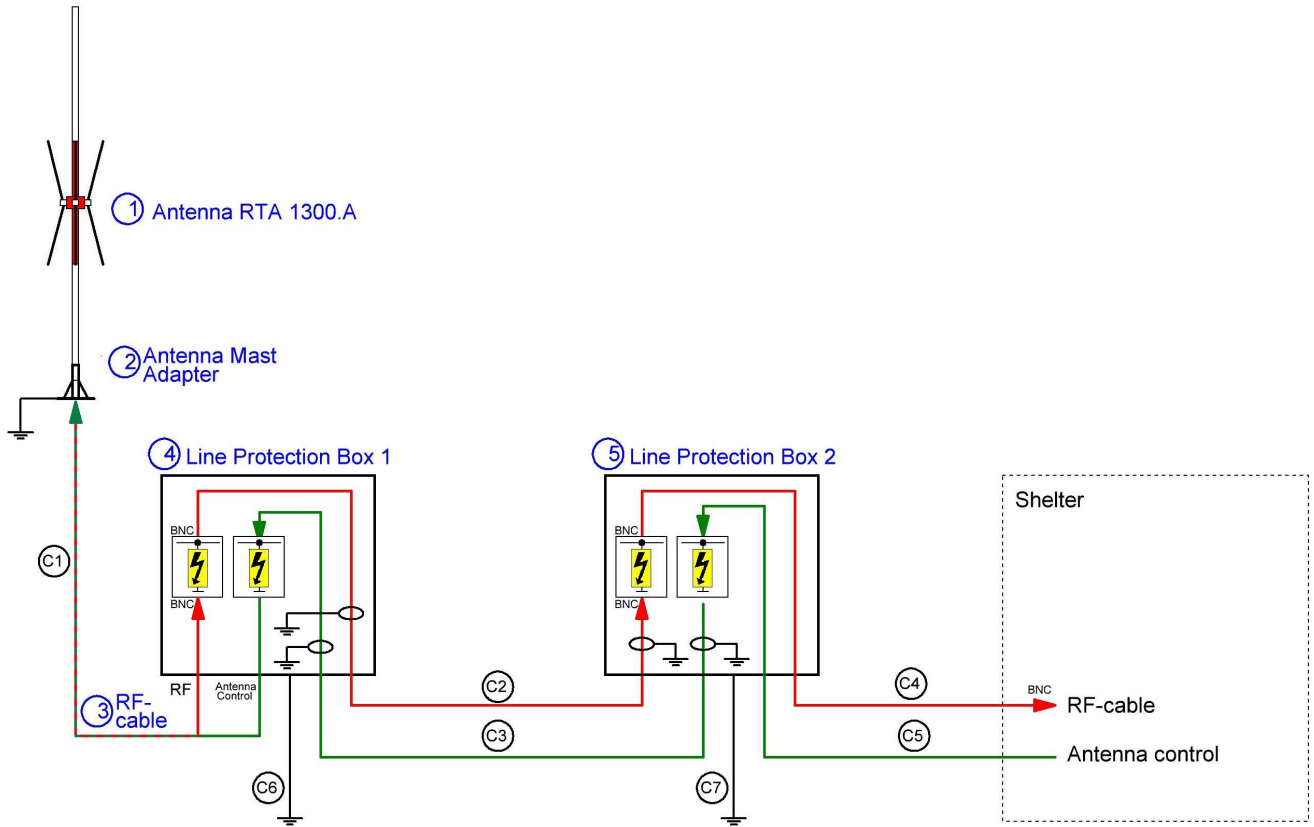 1 Antenna RTA 1300.A
2 Antenna Mast
Adapter
4 Line Protection Box 1
5 Line Protection Box 2
Shelter
BNC
BNC
C1
BNC
BNC
RF
Antenna
Control
3 RF-
cable
C2
C4
BNC
RF-cable
C3
C5
Antenna control
C6
C7